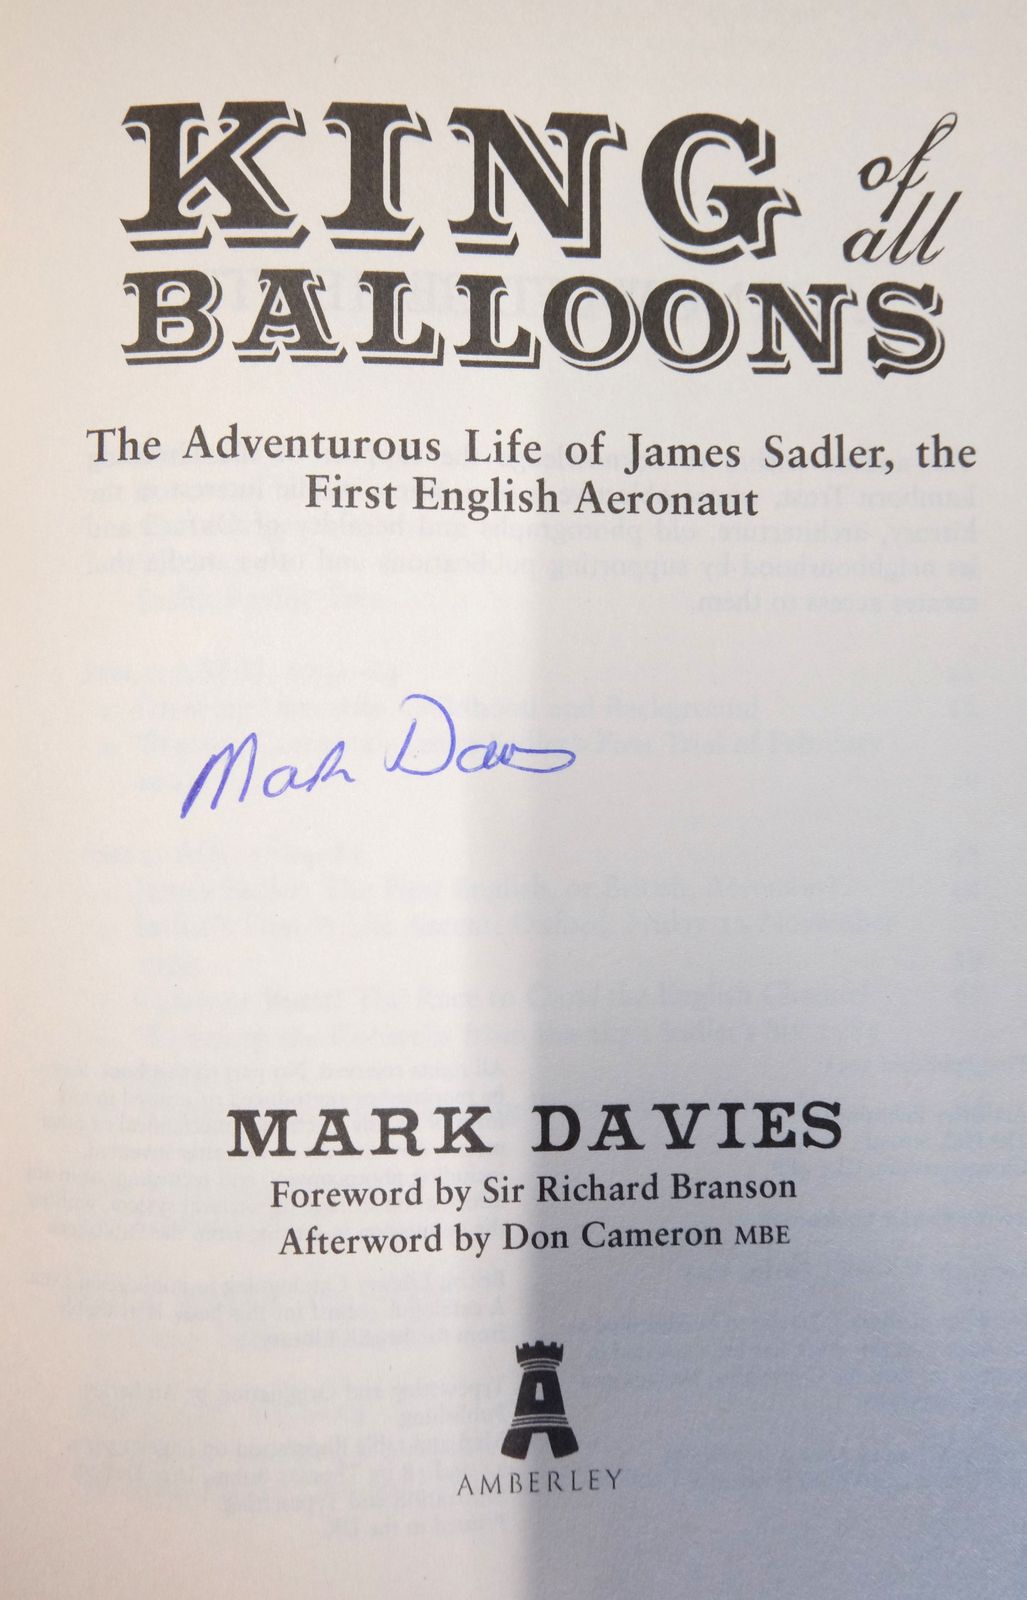 KING of all
BALLOONS
The Adventurous Life of James Sadler, the
First English Aeronaut
Mark Davies
MARK DAVIES
Foreword by Sir Richard Branson
Afterword by Don Cameron MBE
AMBERLEY